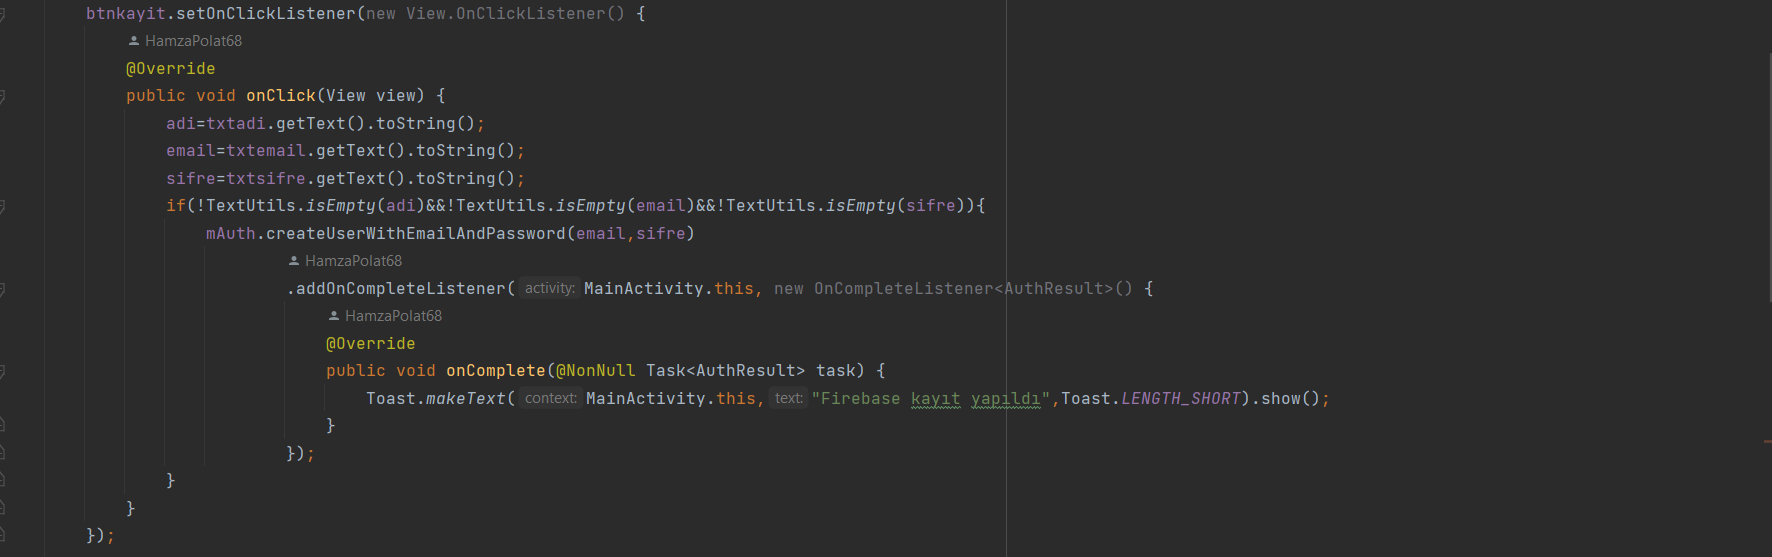 btnkayit.setOnClickListener(new View.OnClickListener() {
HamzaPolat68
@Override
public void onClick(View view) {
adi=txtadi.getText().toString();
email=txtemail.getText().toString();
sifre=txtsifre.getText().toString();
if(!TextUtils.isEmpty(adi)&&!TextUtils.isEmpty(email)&&!TextUtils.isEmpty(sifre)){
mAuth.createUserWithEmailAndPassword(email,sifre)
HamzaPolat68
.addOnCompleteListener( activity: MainActivity.this, new OnCompleteListener<AuthResult>() {
HamzaPolat68
@Override
public void onComplete(@NonNull Task<AuthResult> task) {
Toast.makeText( context: MainActivity.this, text: "Firebase kayıt yapıldı",Toast.LENGTH_SHORT).show();
}
});
}
}
});